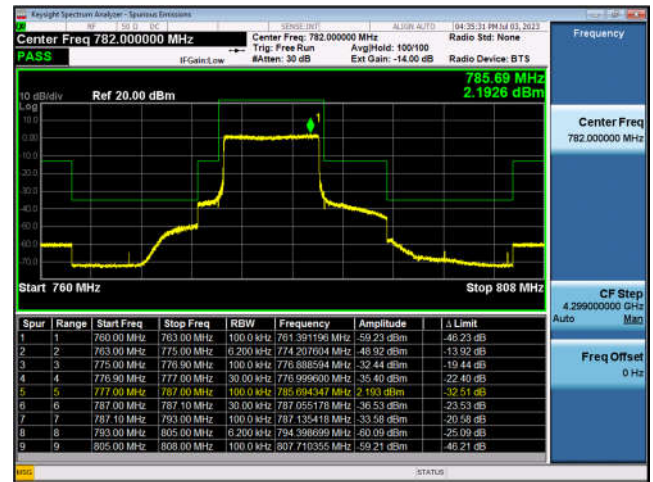 Keysight Spectrum Analyzer - Spurious Emissions
RF 50 Ω DC SENSE:INT ALIGN AUTO 04:35:31 PM Jul 03, 2023
Center Freq 782.000000 MHz
Center Freq: 782.000000 MHz
Radio Std: None
Trig: Free Run Avg|Hold: 100/100
PASS
IFGain:Low #Atten: 30 dB Ext Gain: -14.00 dB Radio Device: BTS
785.69 MHz
2.1926 dBm
10 dB/div Ref 20.00 dBm
Log
10.0
0.00
10.0
20.0
30.0
40.0
50.0
60.0
70.0
1
Start 760 MHz Stop 808 MHz
Spur Range Start Freq Stop Freq RBW Frequency Amplitude Δ Limit
1 1 760.00 MHz 763.00 MHz 100.0 kHz 761.391196 MHz -59.23 dBm -46.23 dB
2 2 763.00 MHz 775.00 MHz 6.200 kHz 774.207604 MHz -48.92 dBm -13.92 dB
3 3 775.00 MHz 776.90 MHz 100.0 kHz 776.888594 MHz -32.44 dBm -19.44 dB
4 4 776.90 MHz 777.00 MHz 30.00 kHz 776.999600 MHz -35.40 dBm -22.40 dB
5 5 777.00 MHz 787.00 MHz 100.0 kHz 785.694347 MHz 2.193 dBm -32.51 dB
6 6 787.00 MHz 787.10 MHz 30.00 kHz 787.055178 MHz -36.53 dBm -23.53 dB
7 7 787.10 MHz 793.00 MHz 100.0 kHz 787.135418 MHz -33.58 dBm -20.58 dB
8 8 793.00 MHz 805.00 MHz 6.200 kHz 794.398699 MHz -60.09 dBm -25.09 dB
9 9 805.00 MHz 808.00 MHz 100.0 kHz 807.710355 MHz -59.21 dBm -46.21 dB
MSG STATUS
Frequency
Center Freq
782.000000 MHz
CF Step
4.299000000 GHz
Auto Man
Freq Offset
0 Hz